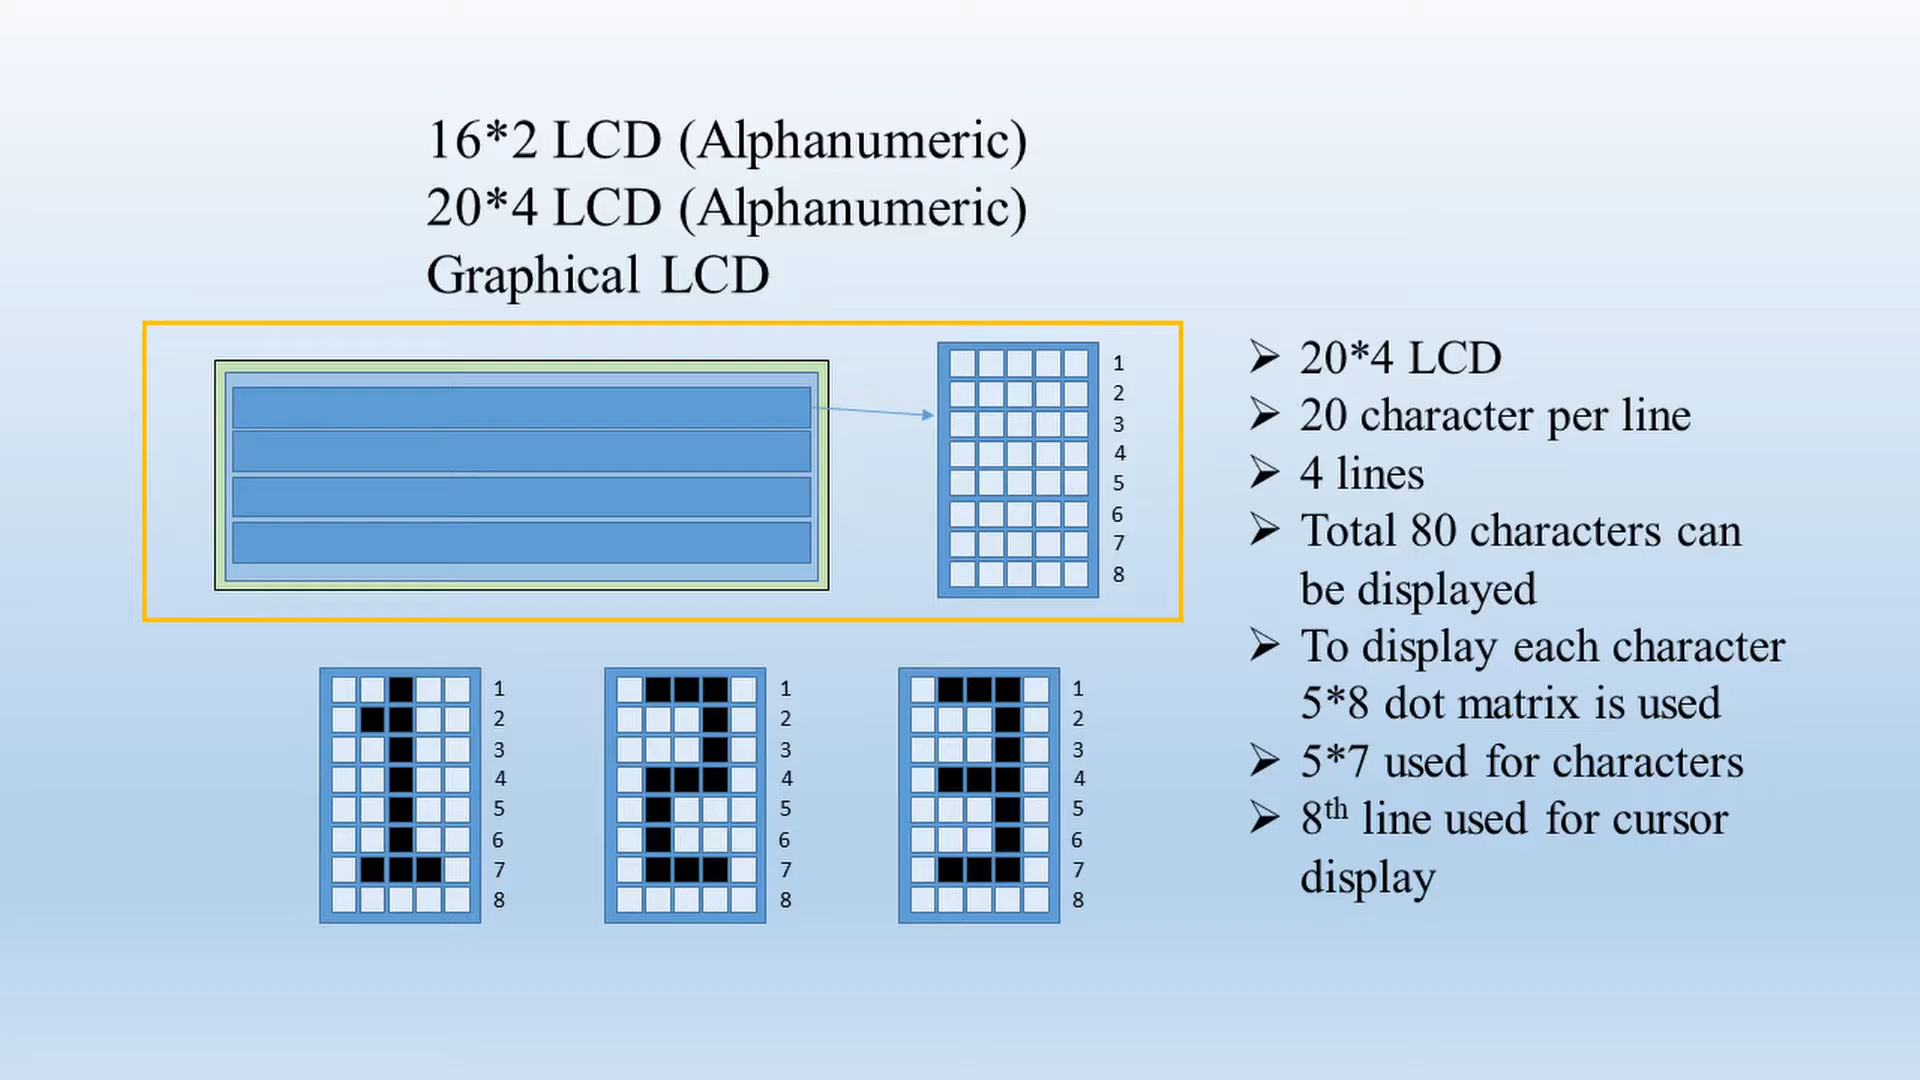 16*2 LCD (Alphanumeric)
20*4 LCD (Alphanumeric)
Graphical LCD
1
2
3
4
5
6
7
8
➢ 20*4 LCD
➢ 20 character per line
➢ 4 lines
➢ Total 80 characters can
be displayed
➢ To display each character
5*8 dot matrix is used
➢ 5*7 used for characters
➢ 8th line used for cursor
display
1
2
3
4
5
6
7
8
1
2
3
4
5
6
7
8
1
2
3
4
5
6
7
8